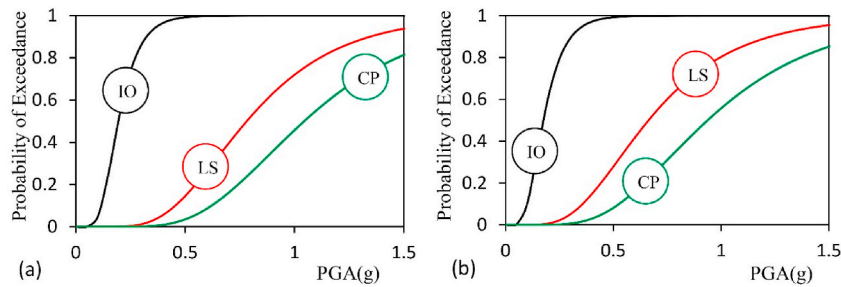 Probability of Exceedance
1
0.8
0.6
0.4
0.2
0
IO
LS
CP
0
0.5
1
1.5
PGA(g)
(a)
Probability of Exceedance
1
0.8
0.6
0.4
0.2
0
IO
LS
CP
0
0.5
1
1.5
PGA(g)
(b)